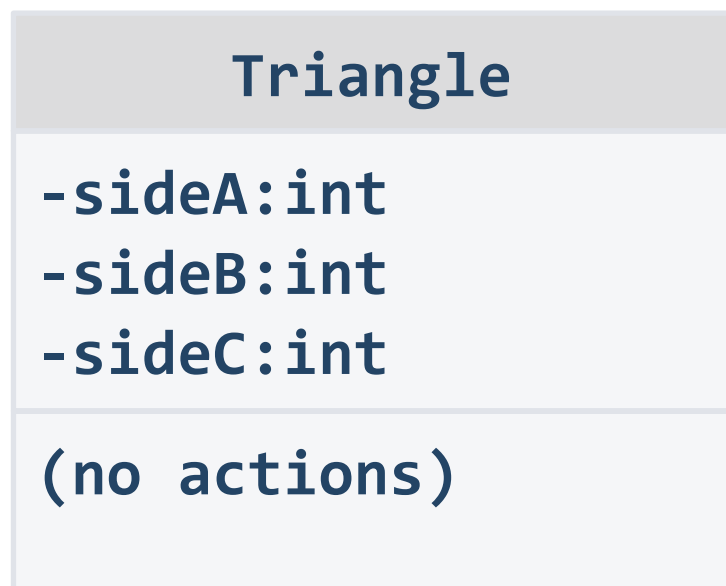 Triangle
-sideA:int
-sideB:int
-sideC:int
(no actions)